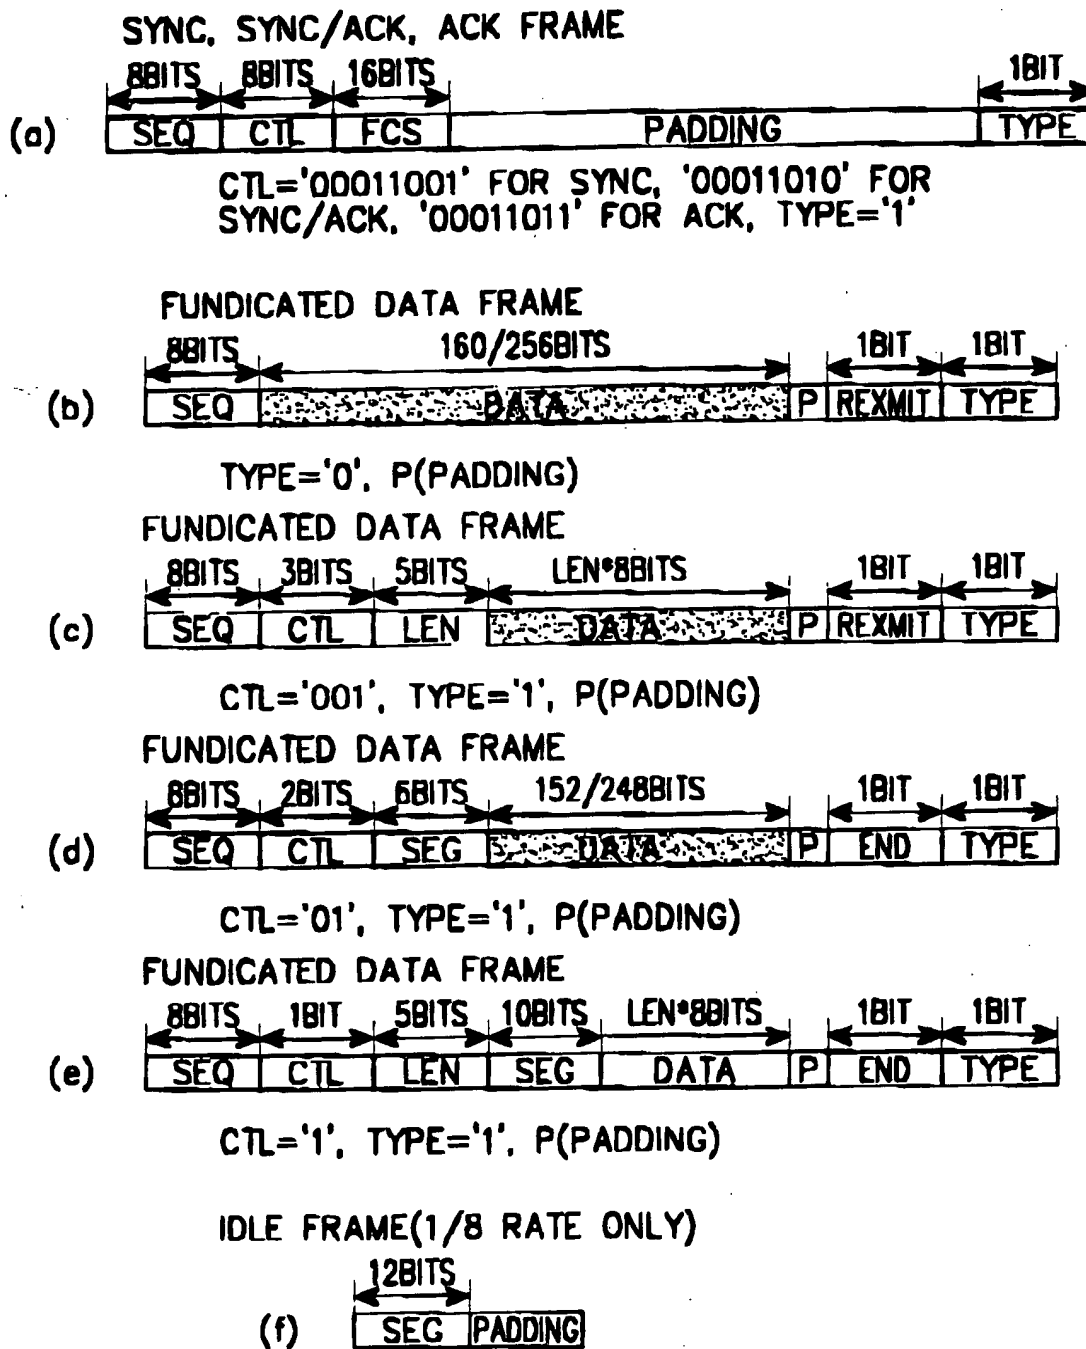 SYNC, SYNC/ACK, ACK FRAME
8BITS 8BITS 16BITS 1BIT
(a) SEQ CTL FCS PADDING TYPE
CTL='00011001' FOR SYNC, '00011010' FOR
SYNC/ACK, '00011011' FOR ACK, TYPE='1'
FUNDICATED DATA FRAME
8BITS 160/256BITS 1BIT 1BIT
(b) SEQ DATA P REXMIT TYPE
TYPE='0', P(PADDING)
FUNDICATED DATA FRAME
8BITS 3BITS 5BITS LEN*8BITS 1BIT 1BIT
(c) SEQ CTL LEN DATA P REXMIT TYPE
CTL='001', TYPE='1', P(PADDING)
FUNDICATED DATA FRAME
8BITS 2BITS 6BITS 152/248BITS 1BIT 1BIT
(d) SEQ CTL SEG DATA P END TYPE
CTL='01', TYPE='1', P(PADDING)
FUNDICATED DATA FRAME
8BITS 1BIT 5BITS 10BITS LEN*8BITS 1BIT 1BIT
(e) SEQ CTL LEN SEG DATA P END TYPE
CTL='1', TYPE='1', P(PADDING)
IDLE FRAME(1/8 RATE ONLY)
12BITS
(f) SEG PADDING